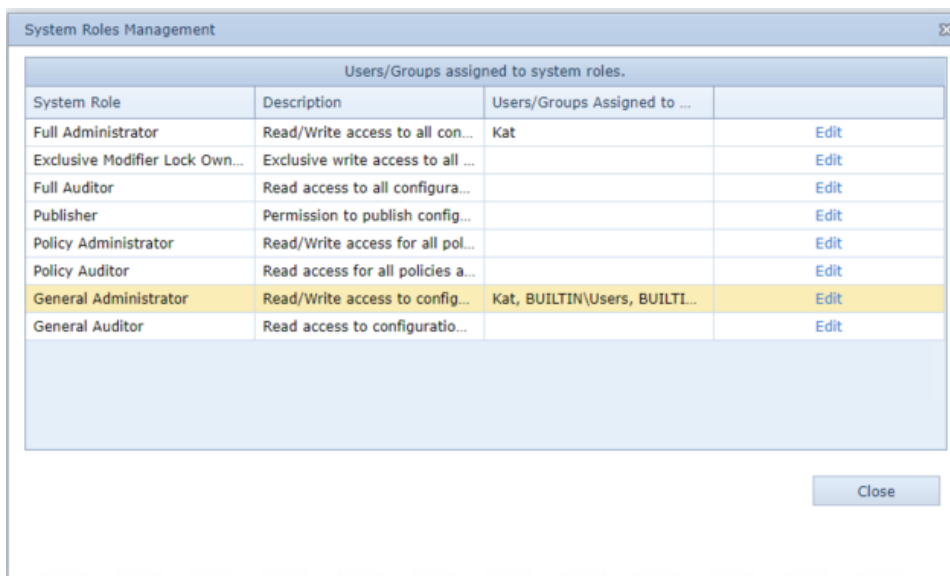 System Roles Management
Users/Groups assigned to system roles.
System Role Description Users/Groups Assigned to ...
Full Administrator Read/Write access to all con... Kat Edit
Exclusive Modifier Lock Own... Exclusive write access to all ... Edit
Full Auditor Read access to all configura... Edit
Publisher Permission to publish config... Edit
Policy Administrator Read/Write access for all pol... Edit
Policy Auditor Read access for all policies a... Edit
General Administrator Read/Write access to config... Kat, BUILTIN\Users, BUILTI... Edit
General Auditor Read access to configuratio... Edit
Close